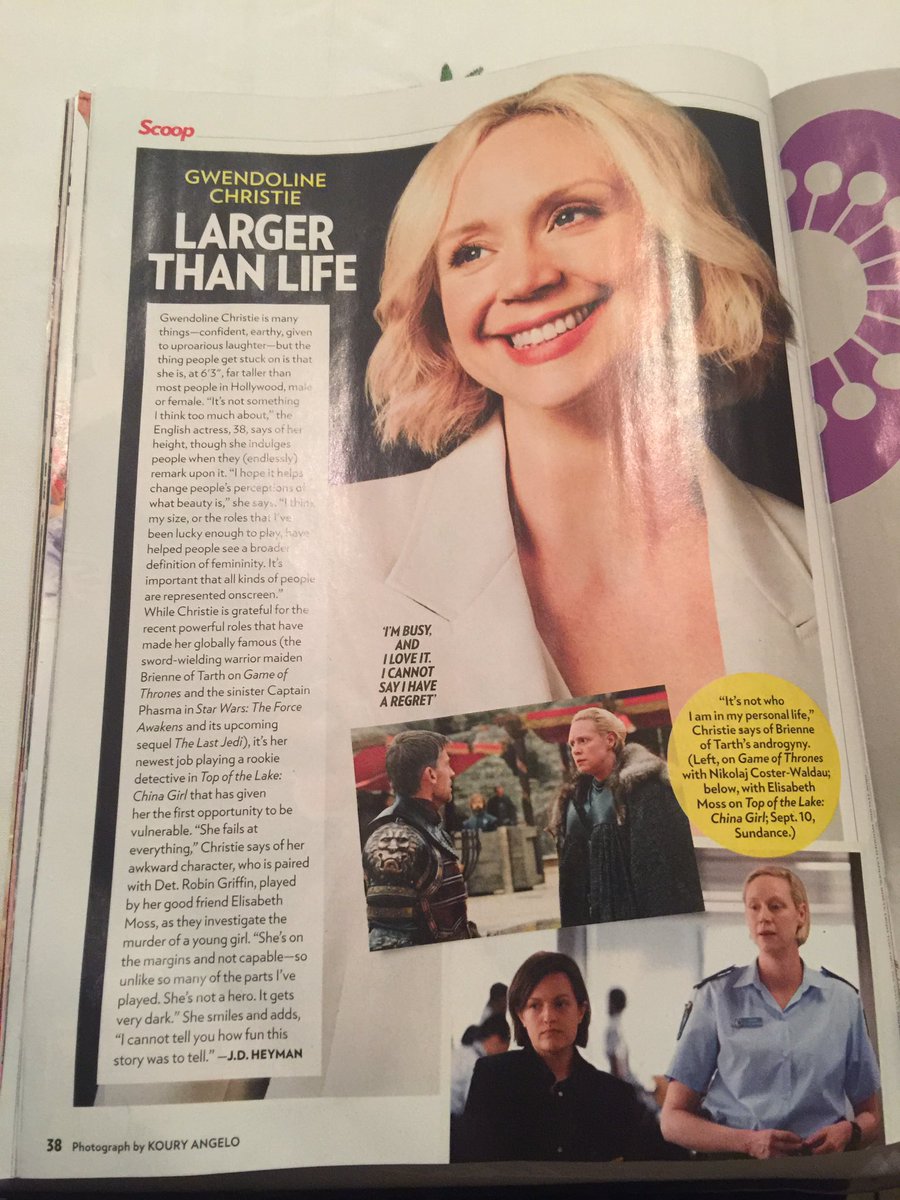 Scoop
GWENDOLINE
CHRISTIE
LARGER
THAN LIFE
Gwendoline Christie is many
things—confident, earthy, given
to uproarious laughter—but the
thing people get stuck on is that
she is, at 6'3", far taller than
most people in Hollywood, male
or female. “It's not something
I think too much about,” the
English actress, 38, says of her
height, though she indulges
people when they (endlessly)
remark upon it. “I hope it helps
change people's perceptions of
what beauty is,” she says. “I think
my size, or the roles that I've
been lucky enough to play, have
helped people see a broader
definition of femininity. It's
important that all kinds of people
are represented onscreen.”
While Christie is grateful for the
recent powerful roles that have
made her globally famous (the
sword-wielding warrior maiden
Brienne of Tarth on Game of
Thrones and the sinister Captain
Phasma in Star Wars: The Force
Awakens and its upcoming
sequel The Last Jedi), it's her
newest job playing a rookie
detective in Top of the Lake:
China Girl that has given
her the first opportunity to be
vulnerable. “She fails at
everything,” Christie says of her
awkward character, who is paired
with Det. Robin Griffin, played
by her good friend Elisabeth
Moss, as they investigate the
murder of a young girl. “She's on
the margins and not capable—so
unlike so many of the parts I've
played. She's not a hero. It gets
very dark.” She smiles and adds,
“I cannot tell you how fun this
story was to tell.” —J.D. HEYMAN
'I'M BUSY,
AND
I LOVE IT.
I CANNOT
SAY I HAVE
A REGRET'
“It's not who
I am in my personal life,”
Christie says of Brienne
of Tarth's androgyny.
(Left, on Game of Thrones
with Nikolaj Coster-Waldau;
below, with Elisabeth
Moss on Top of the Lake:
China Girl; Sept. 10,
Sundance.)
38 Photograph by KOURY ANGELO